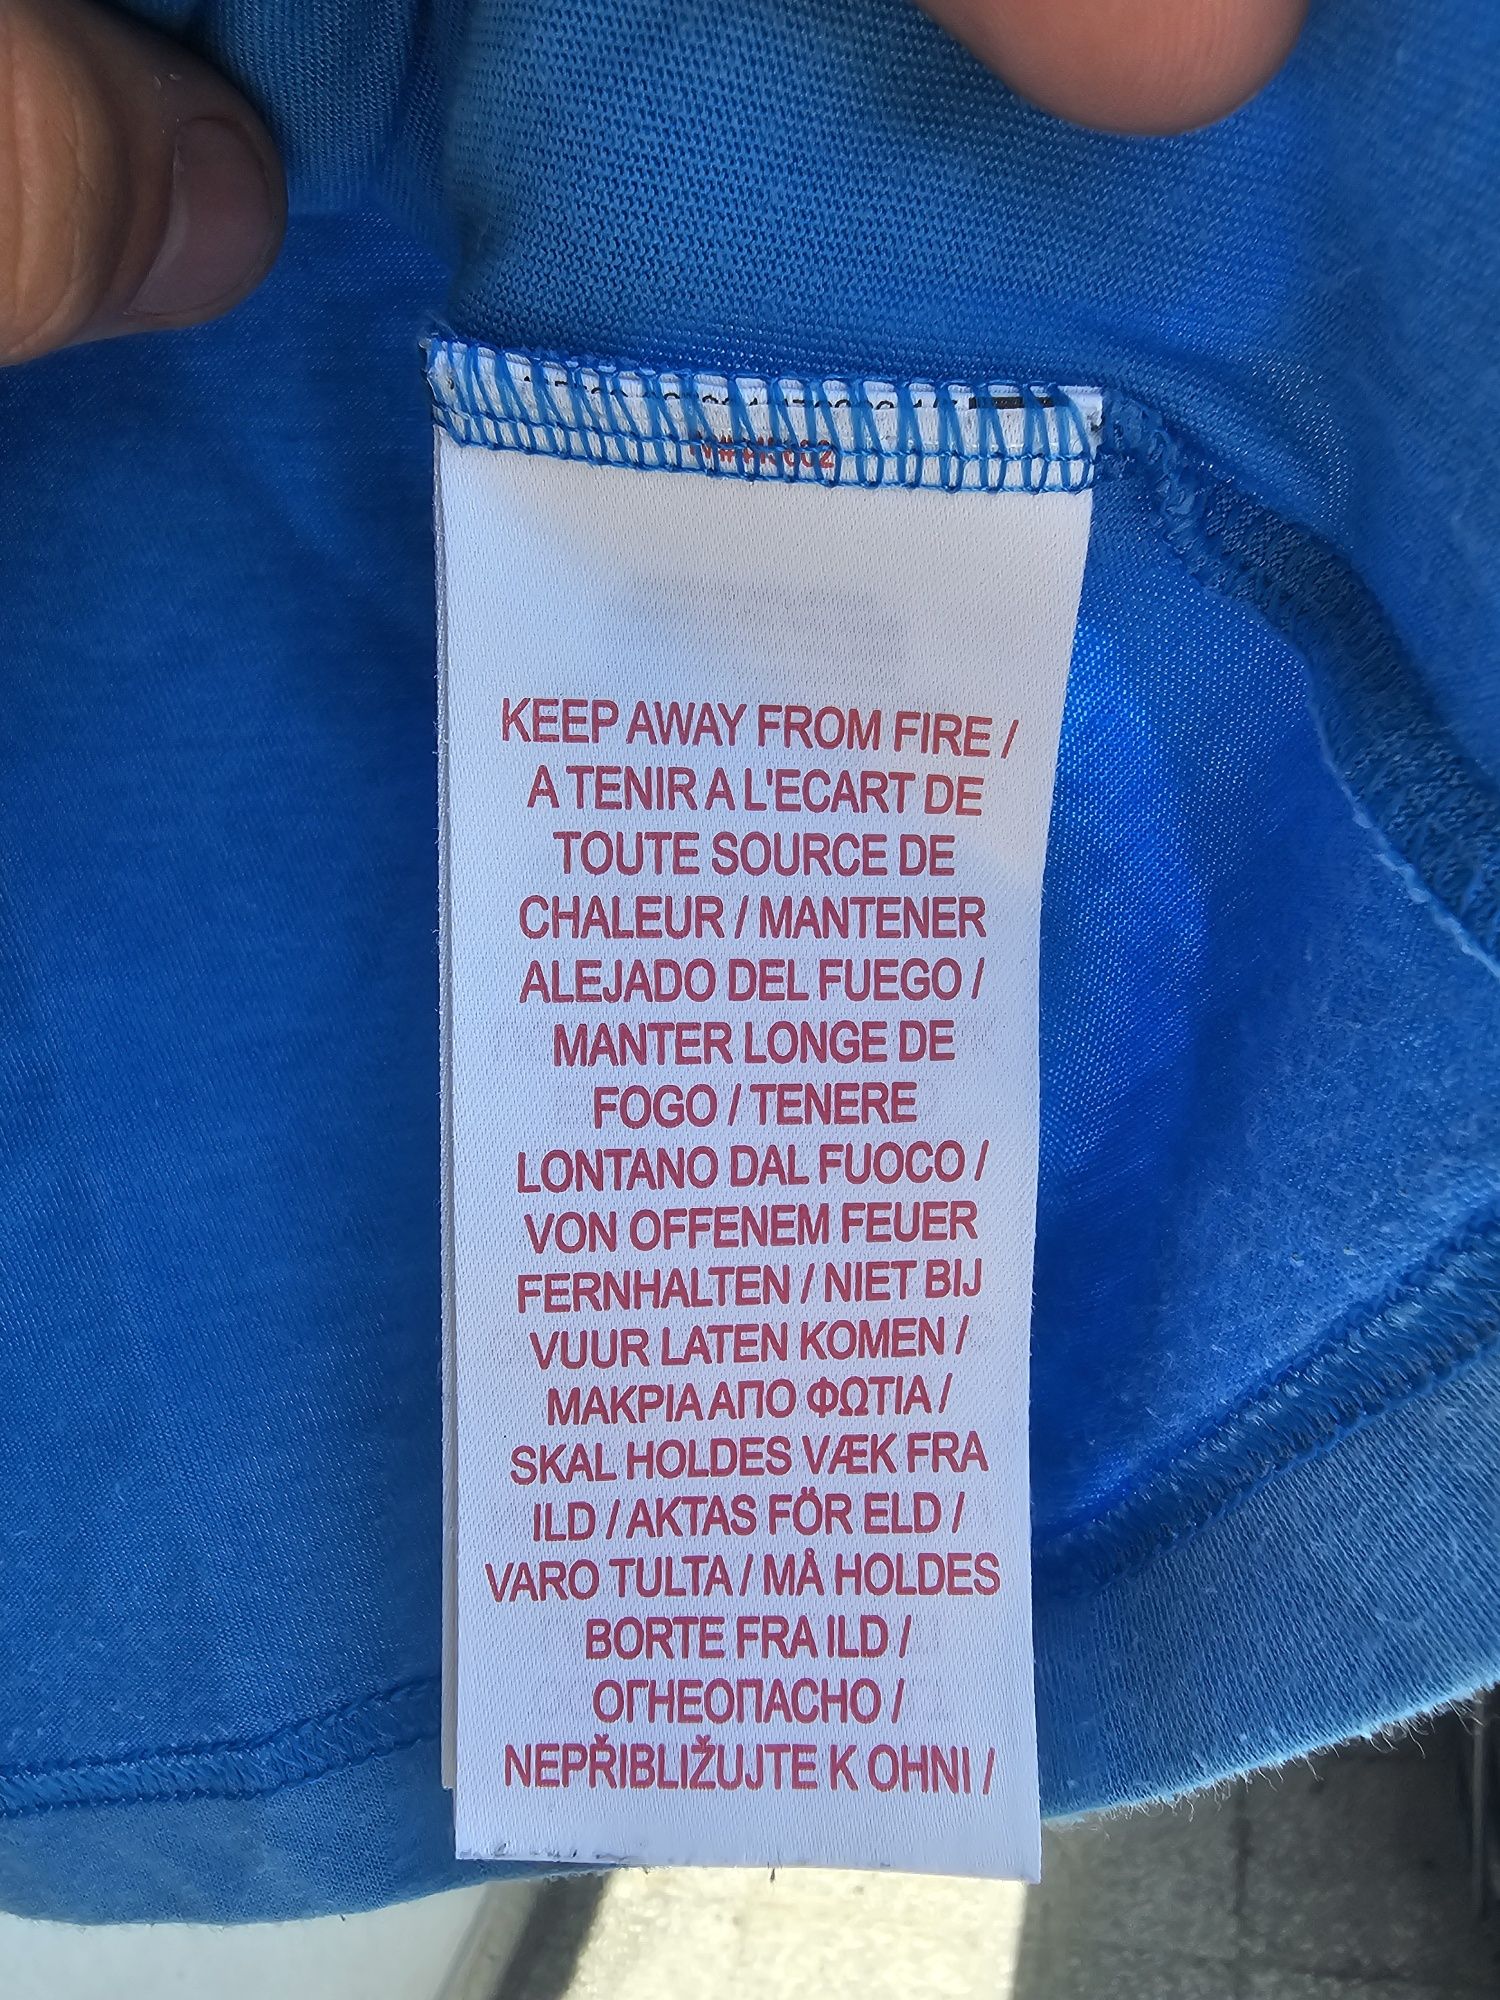 KEEP AWAY FROM FIRE /
A TENIR A L'ECART DE
TOUTE SOURCE DE
CHALEUR / MANTENER
ALEJADO DEL FUEGO /
MANTER LONGE DE
FOGO / TENERE
LONTANO DAL FUOCO /
VON OFFENEM FEUER
FERNHALTEN / NIET BIJ
VUUR LATEN KOMEN /
ΜΑΚΡΙΑ ΑΠΟ ΦΩΤΙΑ /
SKAL HOLDES VÆK FRA
ILD / AKTAS FÖR ELD /
VARO TULTA / MÅ HOLDES
BORTE FRA ILD /
ОГНЕОПАСНО /
NEPŘIBLIŽUJTE K OHNI /